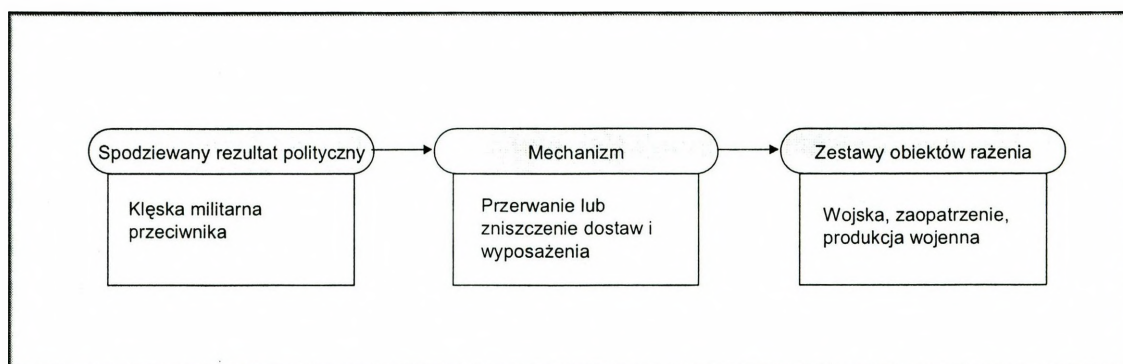 Spodziewany rezultat polityczny
Klęska militarna
przeciwnika
Mechanizm
Przerwanie lub
zniszczenie dostaw i
wyposażenia
Zestawy obiektów rażenia
Wojska, zaopatrzenie,
produkcja wojenna